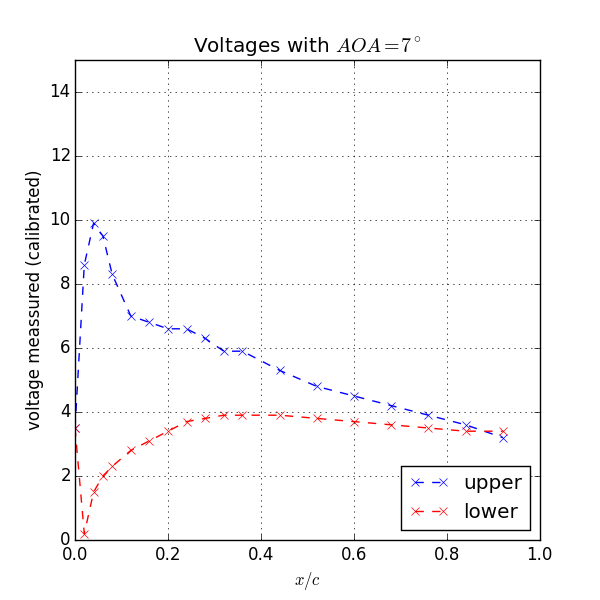 Voltages with AOA=7°
voltage meassured (calibrated)
14
12
10
8
6
4
2
0
0.0 0.2 0.4 0.6 0.8 1.0
x/c
upper
lower